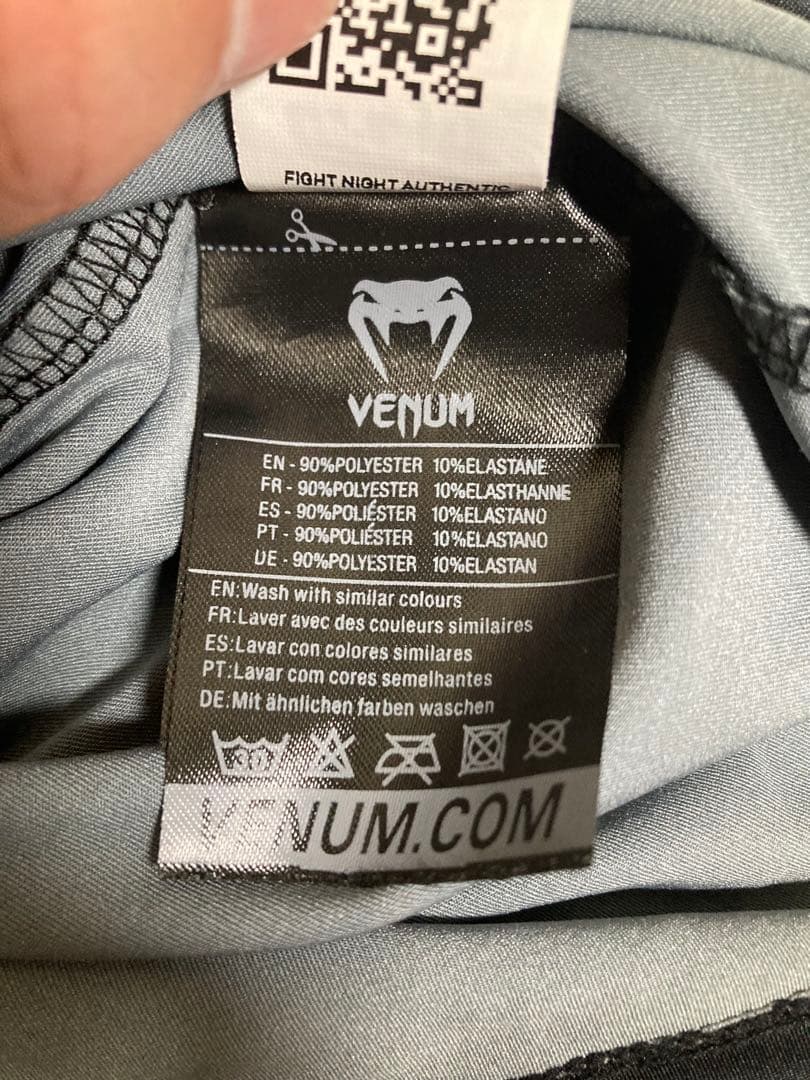 FIGHT NIGHT AUTHENTIC
VENUM
EN - 90%POLYESTER 10%ELASTANE
FR - 90%POLYESTER 10%ELASTHANNE
ES - 90%POLIÉSTER 10%ELASTANO
PT - 90%POLIÉSTER 10%ELASTANO
DE - 90%POLYESTER 10%ELASTAN
EN:Wash with similar colours
FR:Laver avec des couleurs similaires
ES:Lavar con colores similares
PT:Lavar com cores semelhantes
DE:Mit ähnlichen farben waschen
30
VENUM.COM